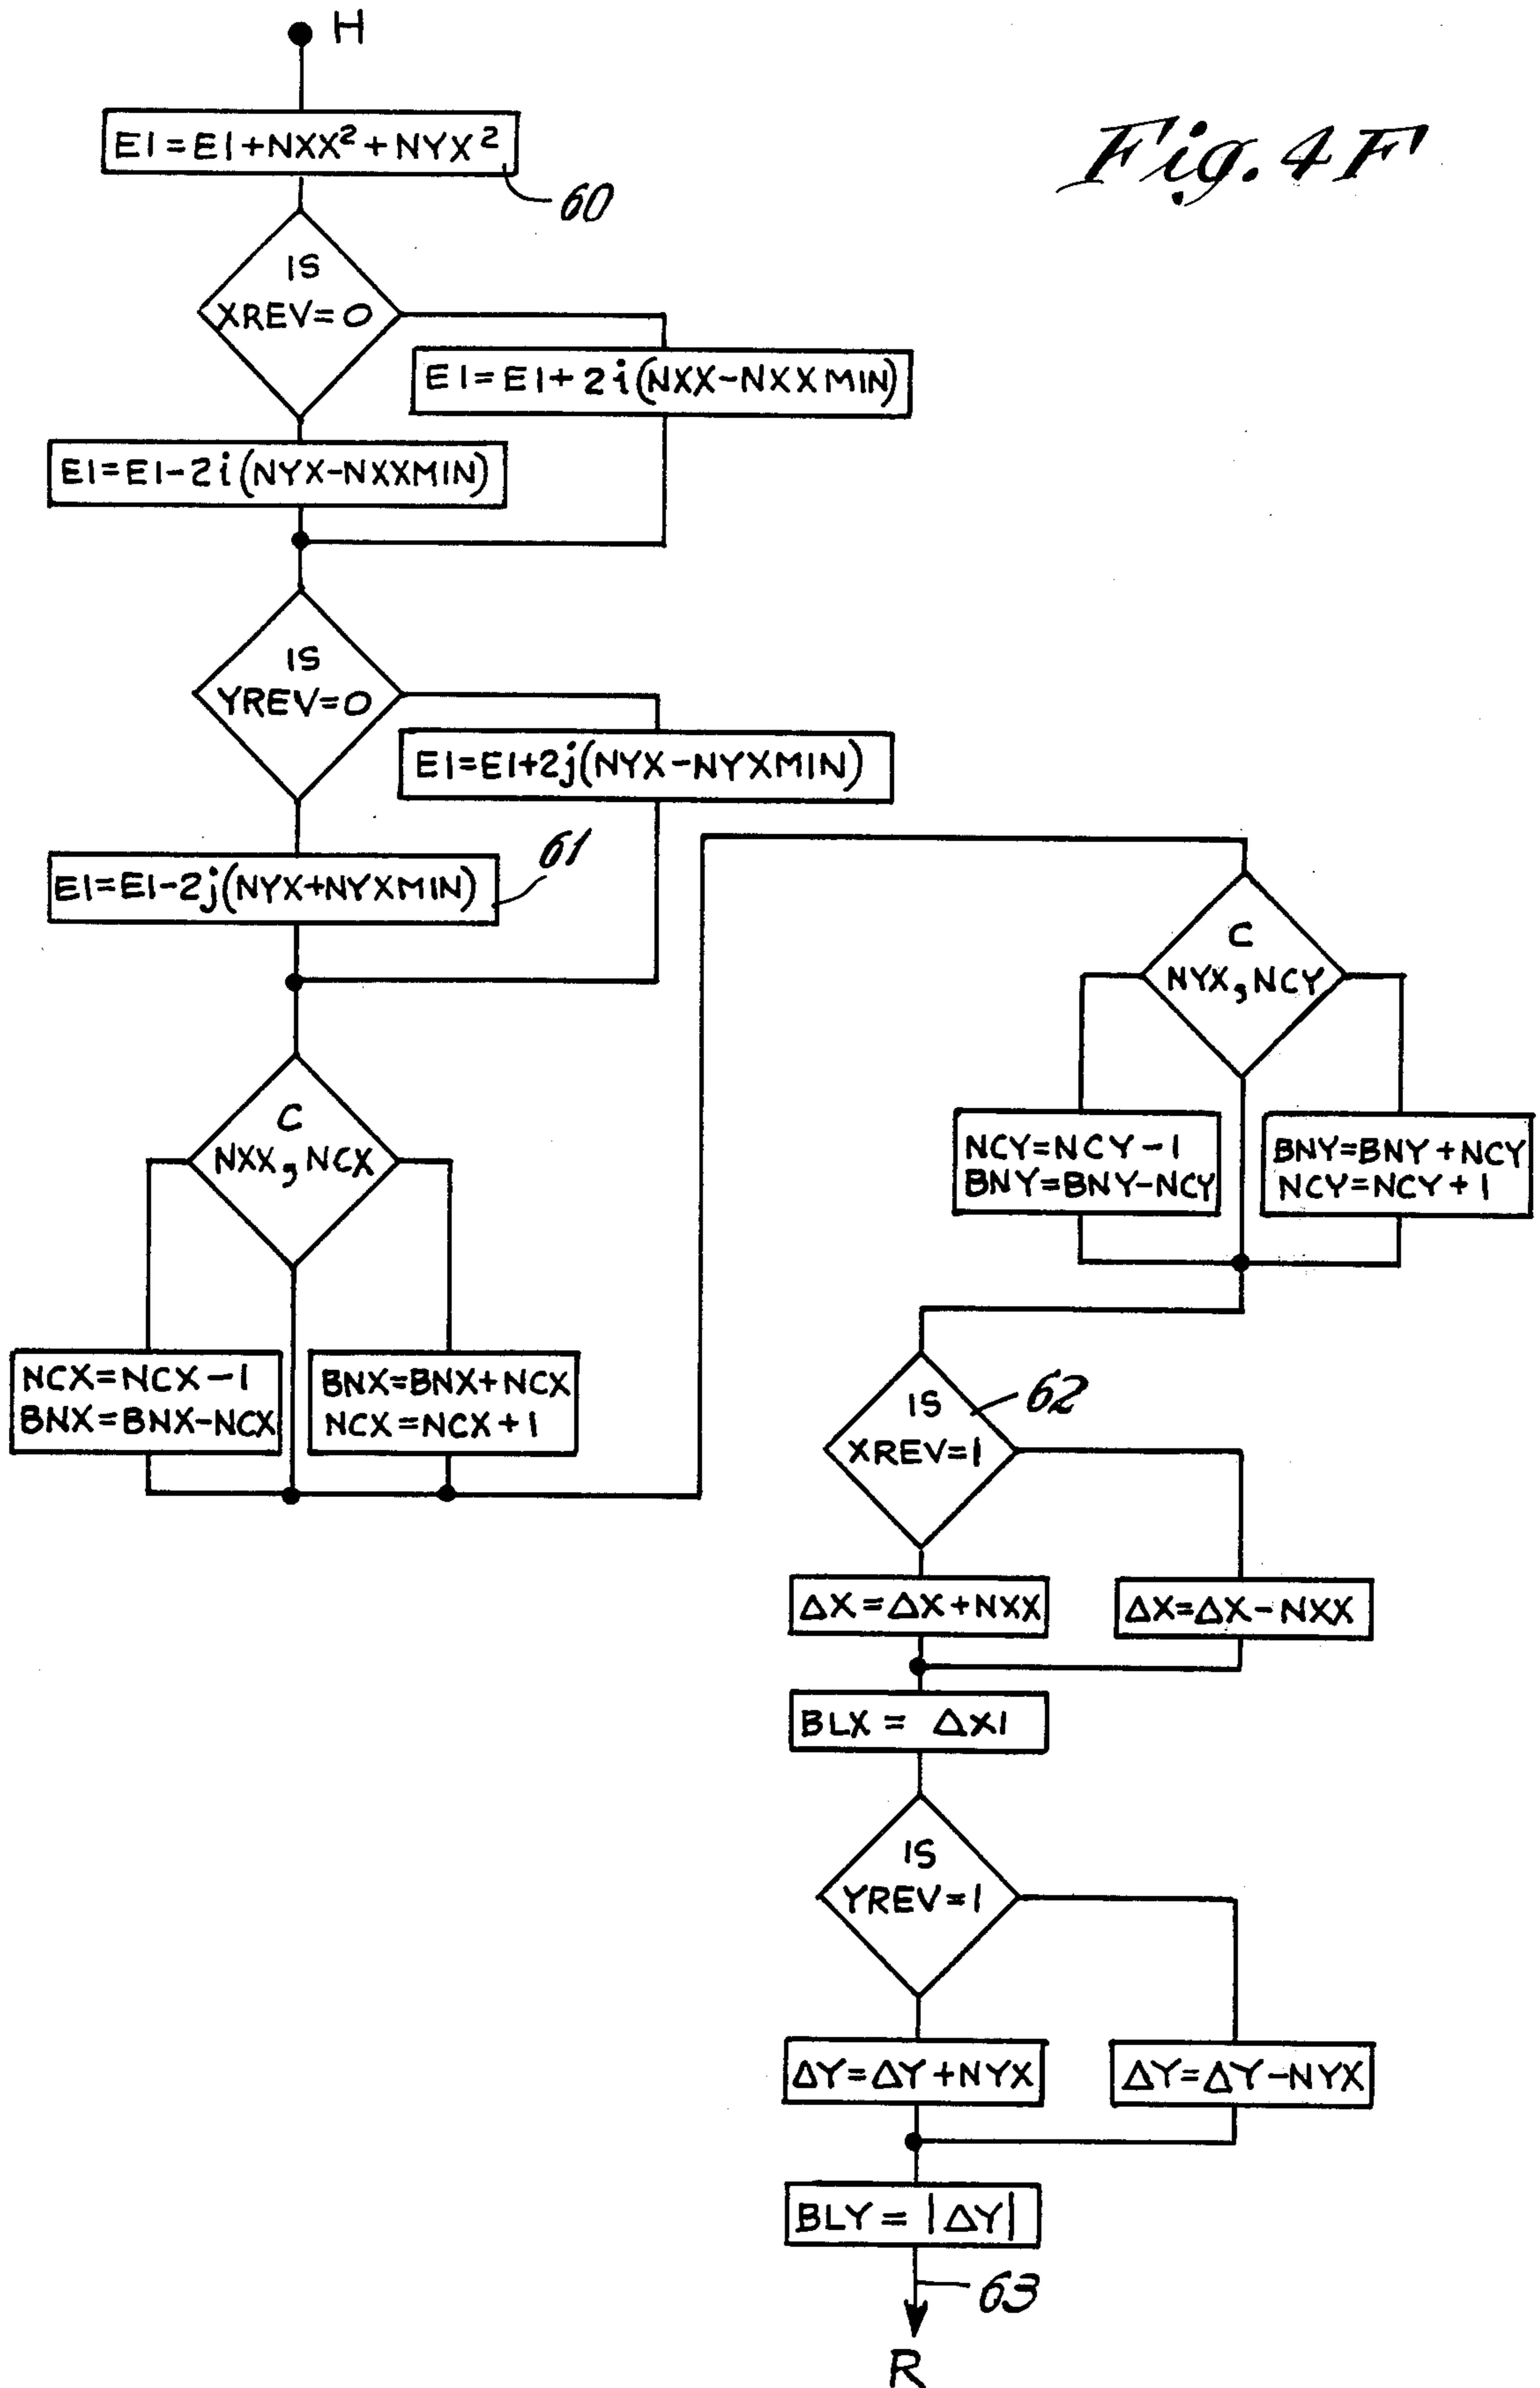 H
Fig. 4F
E1=E1+NXX²+NYX²
60
IS
XREV=0
E1=E1+2i(NXX-NXXMIN)
E1=E1-2i(NYX-NXXMIN)
IS
YREV=0
E1=E1+2j(NYX-NYXMIN)
E1=E1-2j(NYX+NYXMIN)
61
C
NXX,NCX
NCX=NCX-1
BNX=BNX-NCX
BNX=BNX+NCX
NCX=NCX+1
C
NYX,NCY
NCY=NCY-1
BNY=BNY-NCY
BNY=BNY+NCY
NCY=NCY+1
IS
XREV=1
62
ΔX=ΔX+NXX
ΔX=ΔX-NXX
BLX= ΔX1
IS
YREV=1
ΔY=ΔY+NYX
ΔY=ΔY-NYX
BLY=|ΔY|
63
R